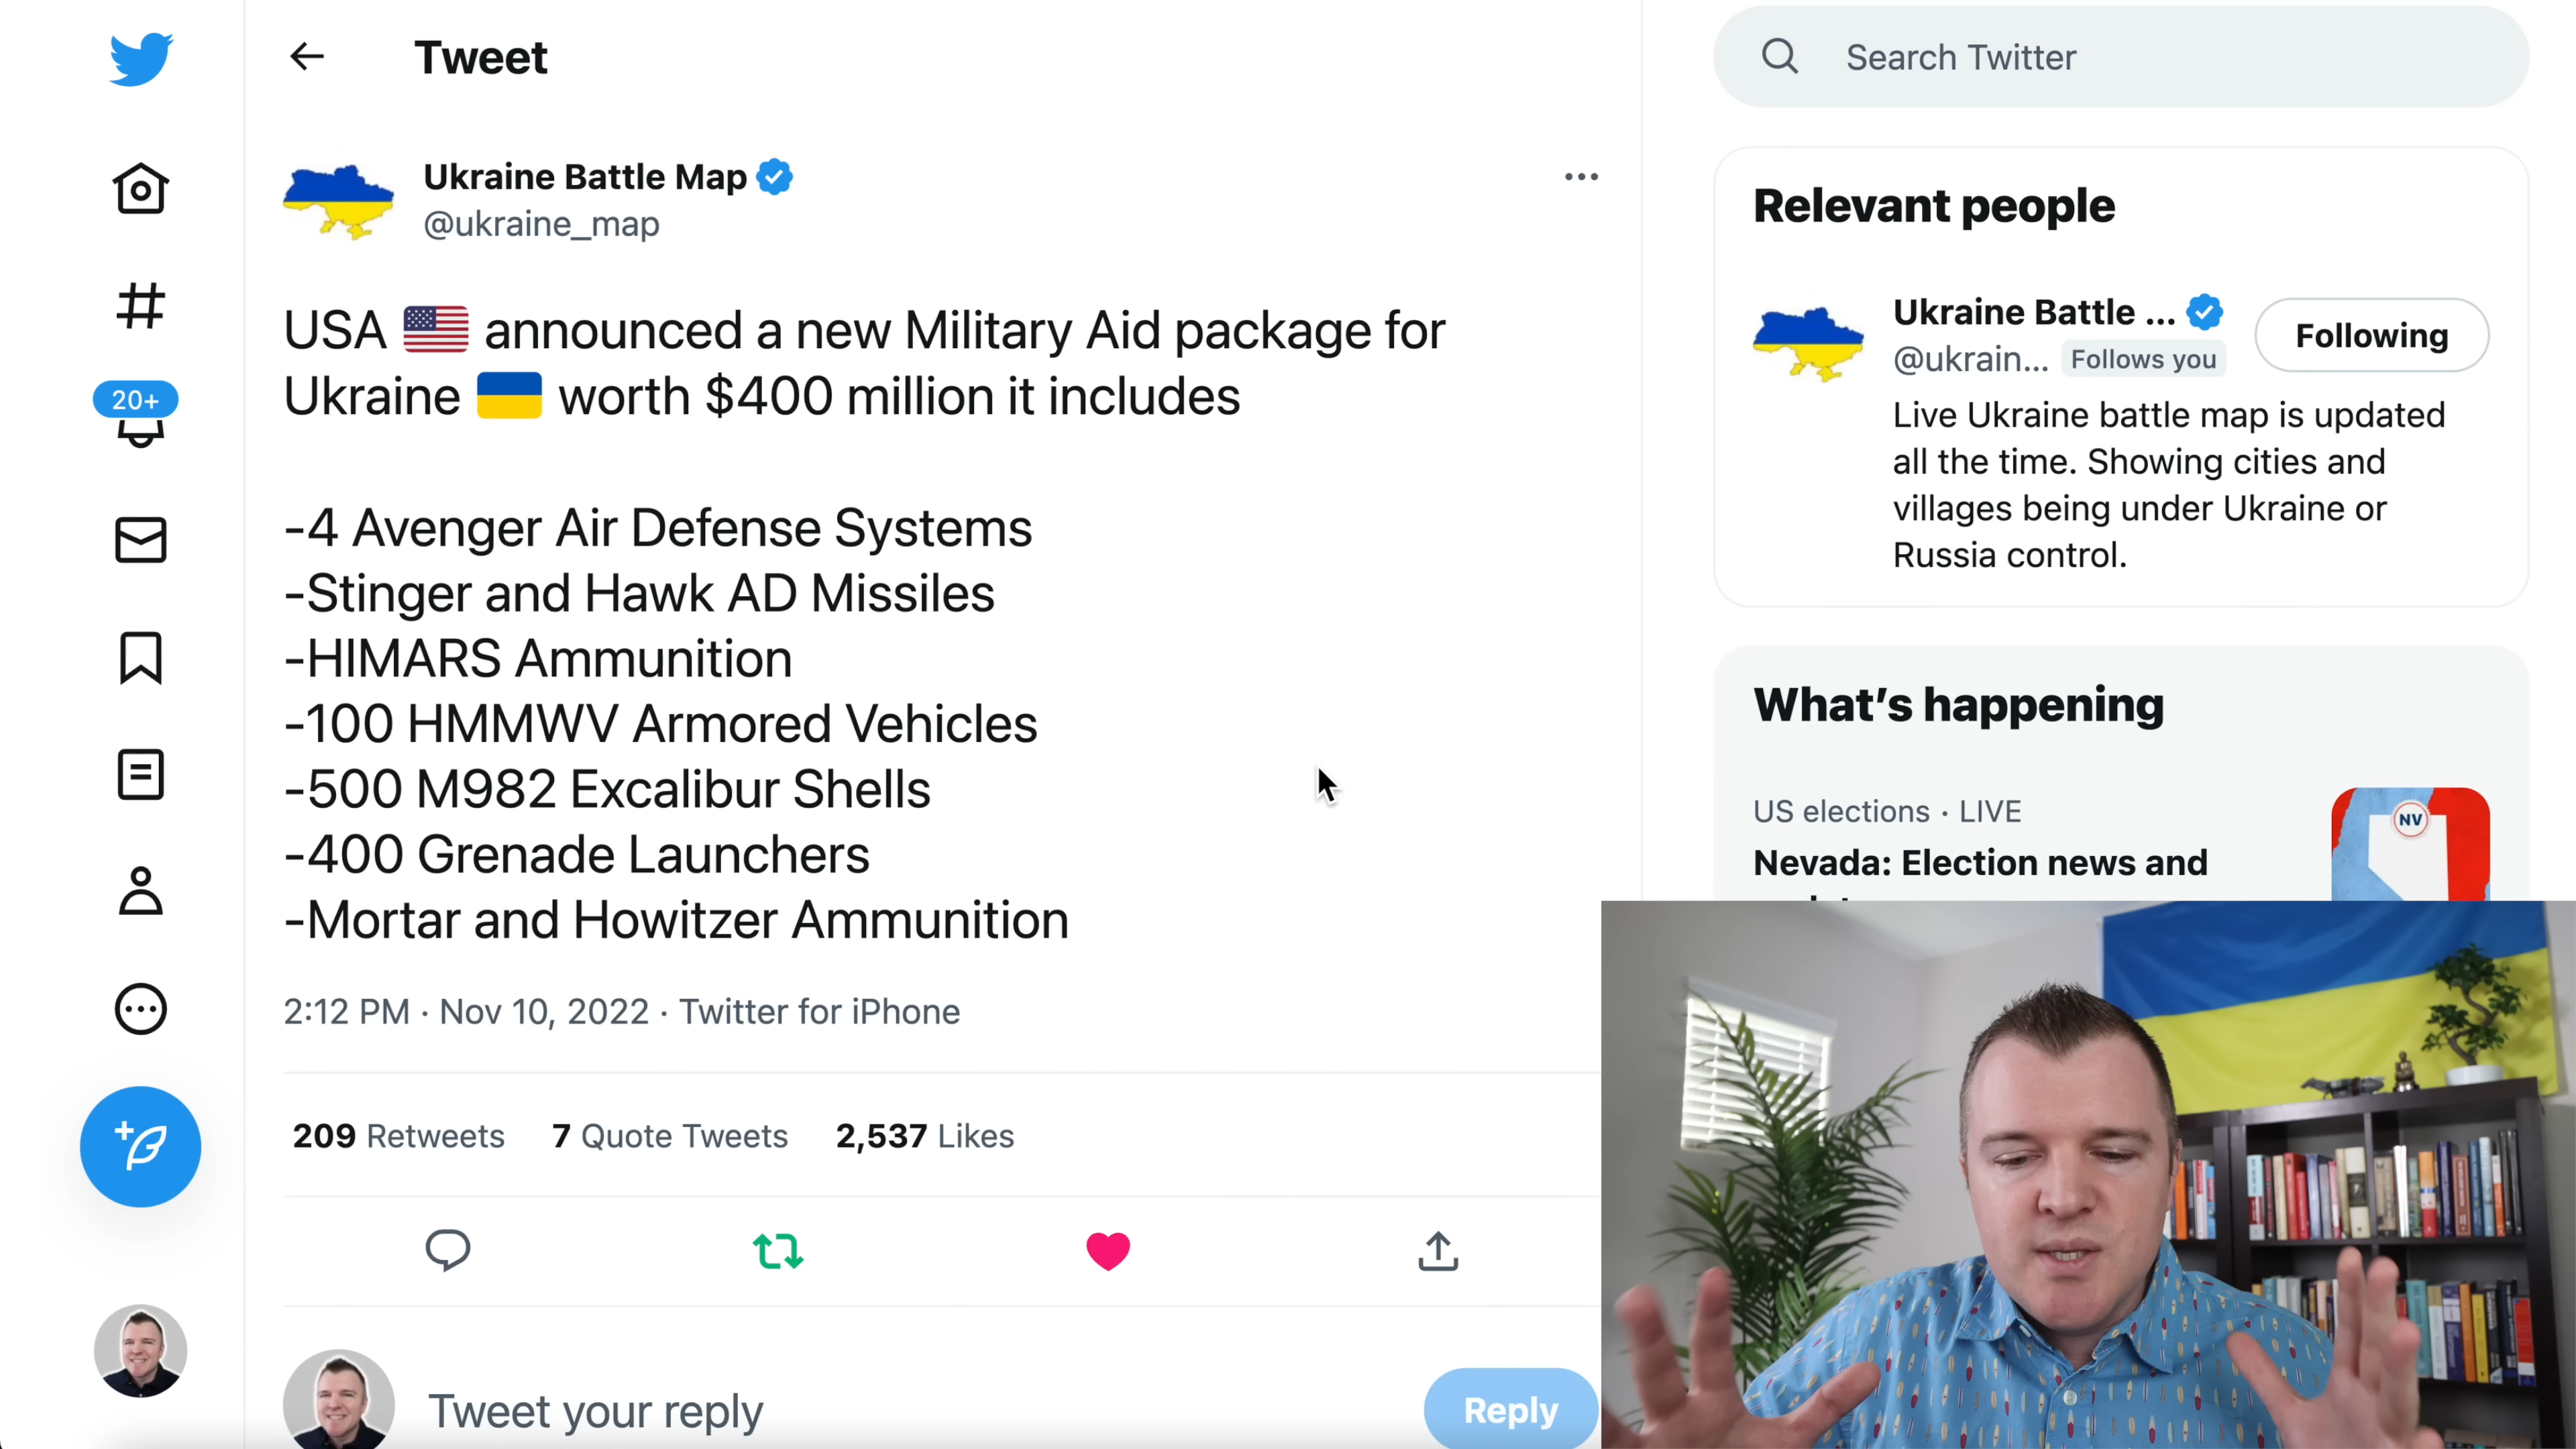 Tweet
Search Twitter
Ukraine Battle Map
@ukraine_map
USA 🇺🇸 announced a new Military Aid package for
Ukraine 🇺🇦 worth $400 million it includes
-4 Avenger Air Defense Systems
-Stinger and Hawk AD Missiles
-HIMARS Ammunition
-100 HMMWV Armored Vehicles
-500 M982 Excalibur Shells
-400 Grenade Launchers
-Mortar and Howitzer Ammunition
2:12 PM · Nov 10, 2022 · Twitter for iPhone
209 Retweets 7 Quote Tweets 2,537 Likes
Tweet your reply
Reply
20+
Relevant people
Ukraine Battle ...
@ukrain... Follows you
Following
Live Ukraine battle map is updated
all the time. Showing cities and
villages being under Ukraine or
Russia control.
What's happening
US elections · LIVE
Nevada: Election news and
NV